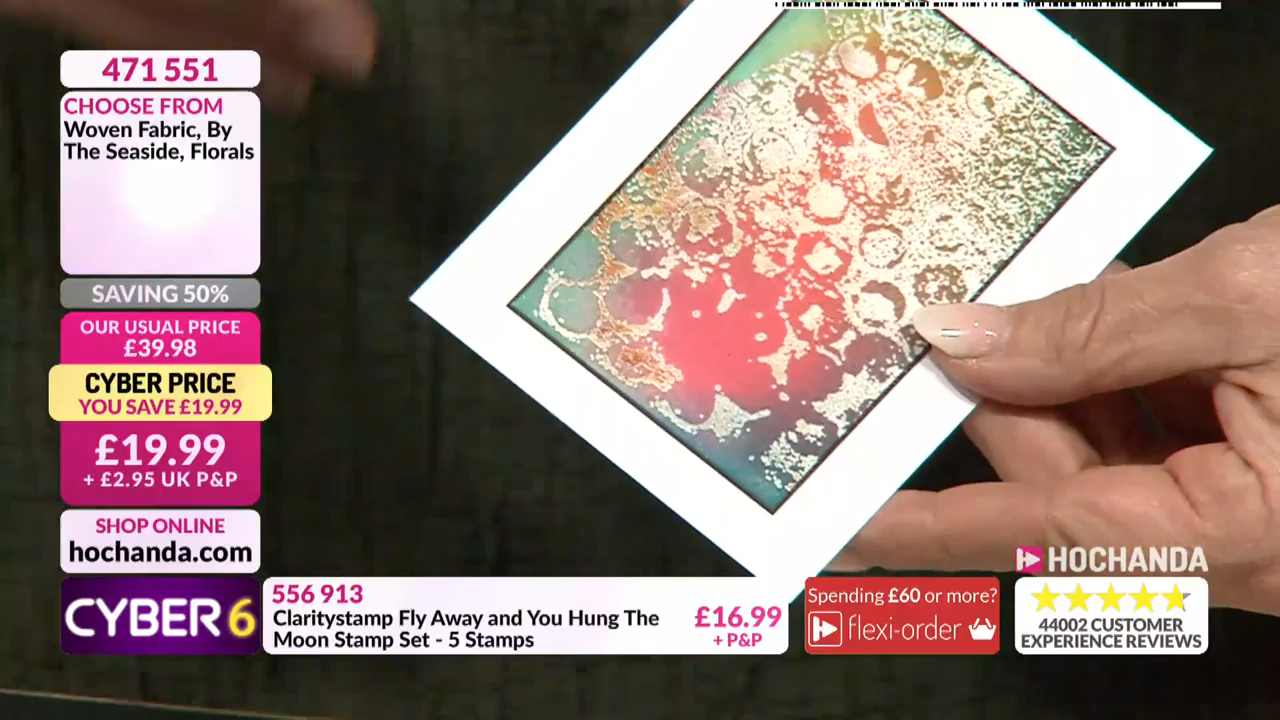 471 551
CHOOSE FROM
Woven Fabric, By
The Seaside, Florals
SAVING 50%
OUR USUAL PRICE
£39.98
CYBER PRICE
YOU SAVE £19.99
£19.99
+ £2.95 UK P&P
SHOP ONLINE
hochanda.com
CYBER 6
556 913
Claritystamp Fly Away and You Hung The
Moon Stamp Set - 5 Stamps
£16.99
+ P&P
Spending £60 or more?
flexi-order
HOCHANDA
44002 CUSTOMER
EXPERIENCE REVIEWS